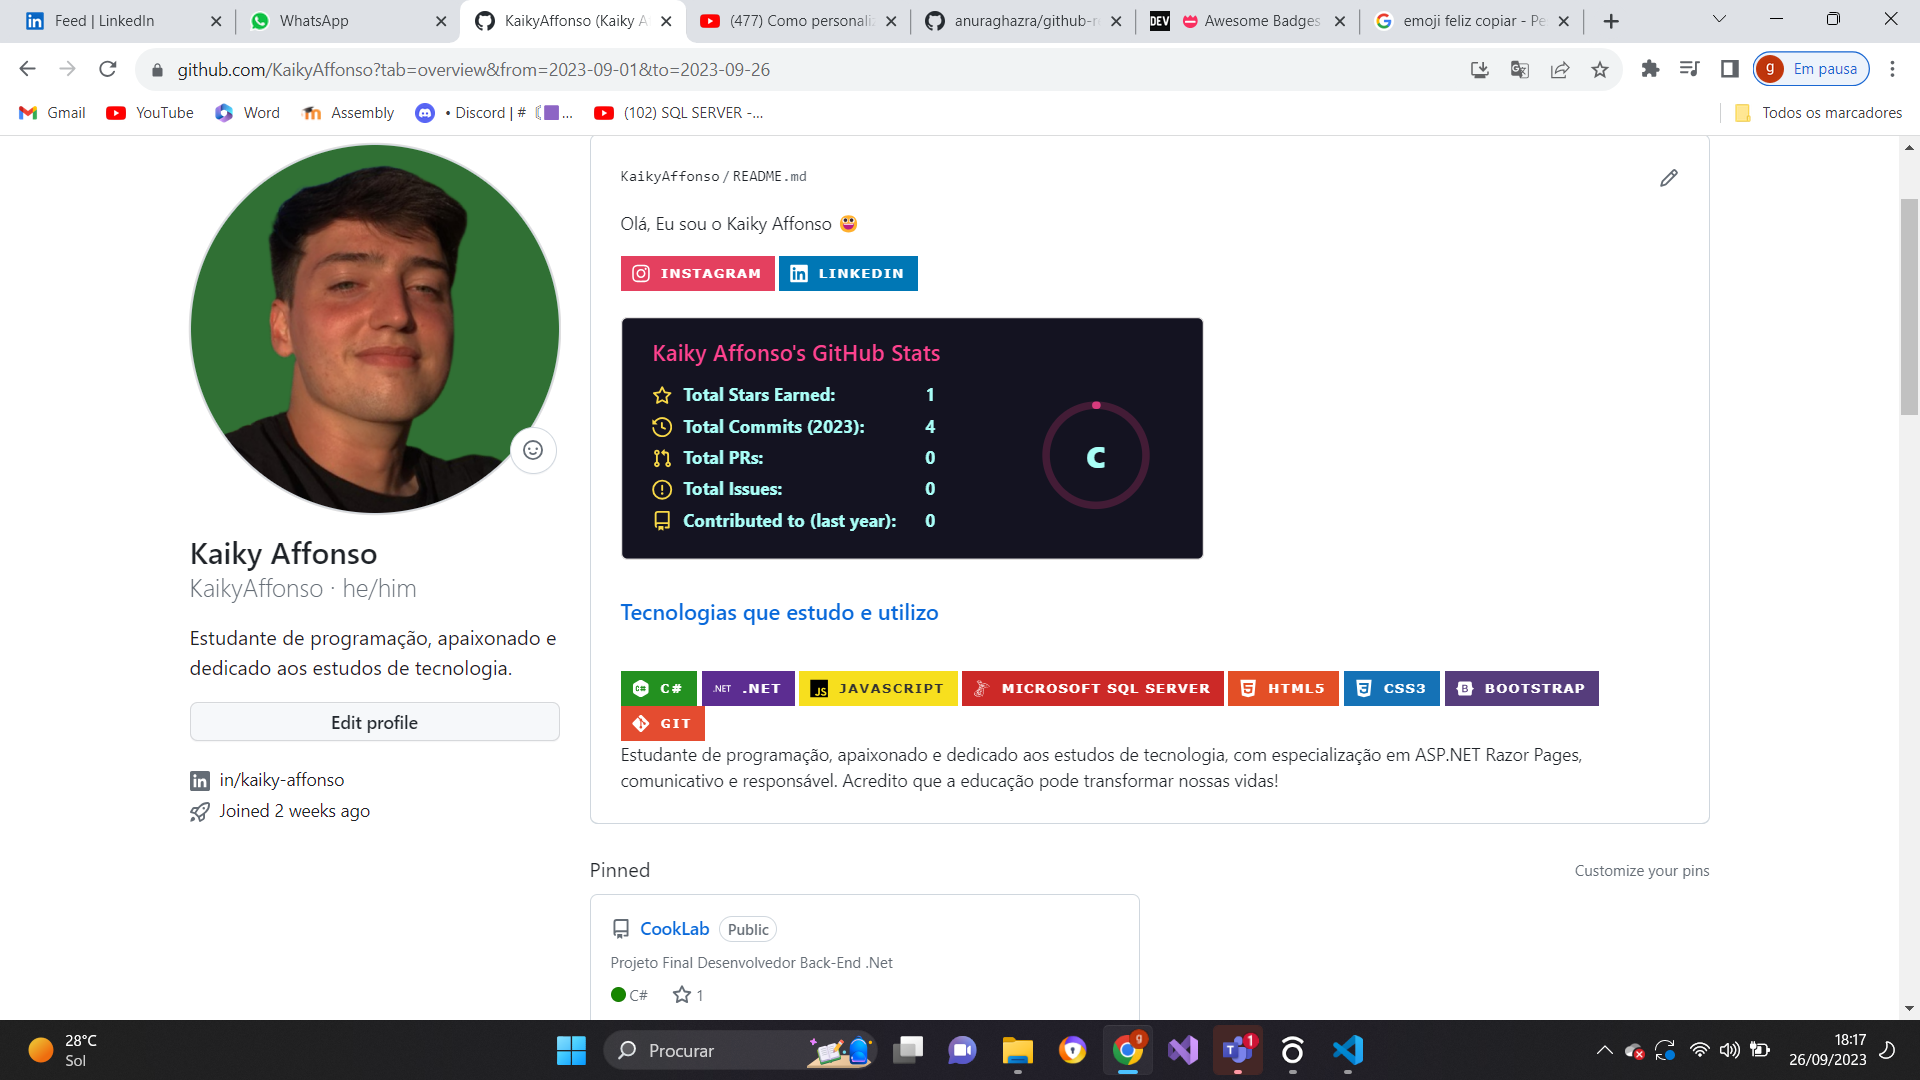 Feed | LinkedIn
WhatsApp
KaikyAffonso (Kaiky A
(477) Como personaliz
anuraghazra/github-re
DEV
Awesome Badges
emoji feliz copiar - Pe
github.com/KaikyAffonso?tab=overview&from=2023-09-01&to=2023-09-26
g
Em pausa
Gmail
YouTube
Word
Assembly
• Discord | #
...
(102) SQL SERVER -...
Todos os marcadores
KaikyAffonso / README.md
Olá, Eu sou o Kaiky Affonso
INSTAGRAM
LINKEDIN
Kaiky Affonso's GitHub Stats
Total Stars Earned: 1
Total Commits (2023): 4
Total PRs: 0
Total Issues: 0
Contributed to (last year): 0
C
Kaiky Affonso
KaikyAffonso · he/him
Estudante de programação, apaixonado e
dedicado aos estudos de tecnologia.
Edit profile
in/kaiky-affonso
Joined 2 weeks ago
Tecnologias que estudo e utilizo
C#
.NET
.NET
JS
JAVASCRIPT
MICROSOFT SQL SERVER
HTML5
CSS3
B
BOOTSTRAP
GIT
Estudante de programação, apaixonado e dedicado aos estudos de tecnologia, com especialização em ASP.NET Razor Pages,
comunicativo e responsável. Acredito que a educação pode transformar nossas vidas!
Pinned
Customize your pins
CookLab
Public
Projeto Final Desenvolvedor Back-End .Net
C#
1
28°C
Sol
Procurar
g
1
18:17
26/09/2023